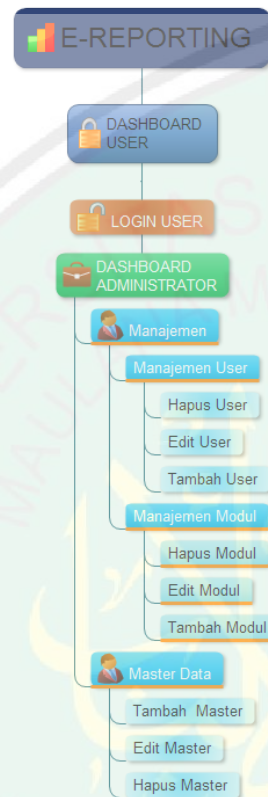 E-REPORTING
DASHBOARD
USER
LOGIN USER
DASHBOARD
ADMINISTRATOR
Manajemen
Manajemen User
Hapus User
Edit User
Tambah User
Manajemen Modul
Hapus Modul
Edit Modul
Tambah Modul
Master Data
Tambah Master
Edit Master
Hapus Master